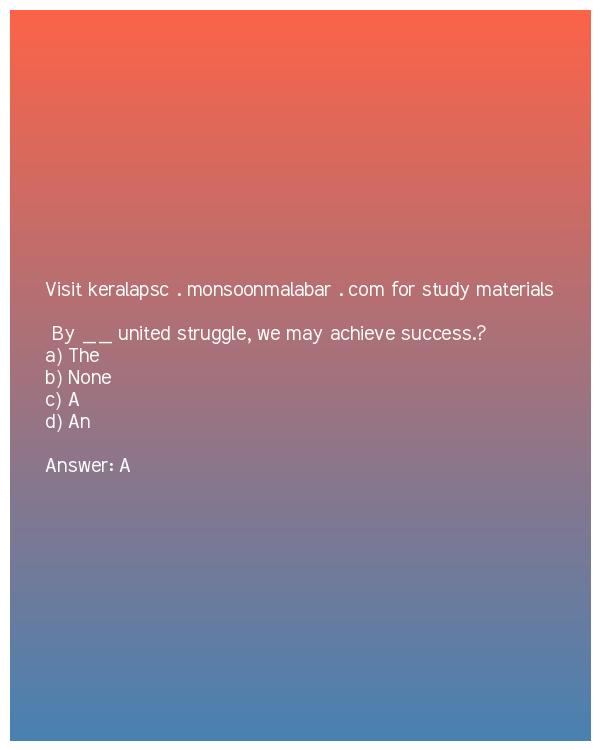 Visit keralapsc . monsoonmalabar . com for study materials
By __ united struggle, we may achieve success.?
a) The
b) None
c) A
d) An
Answer: A